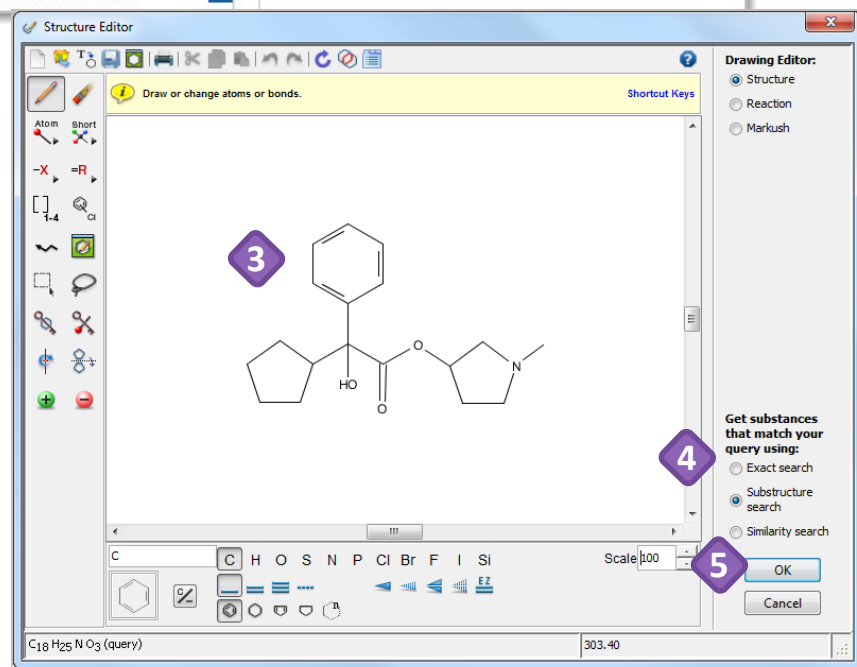 Structure Editor
Drawing Editor:
Structure
Reaction
Markush
Draw or change atoms or bonds.
Shortcut Keys
Atom
Short
-X
=R
[ ] 1-4
Cl
3
O
N
HO
O
Get substances
that match your
query using:
4
Exact search
Substructure
search
Similarity search
C
C H O S N P Cl Br F I Si
Scale 100
EZ
n
5
OK
Cancel
C18 H25 N O3 (query)
303.40